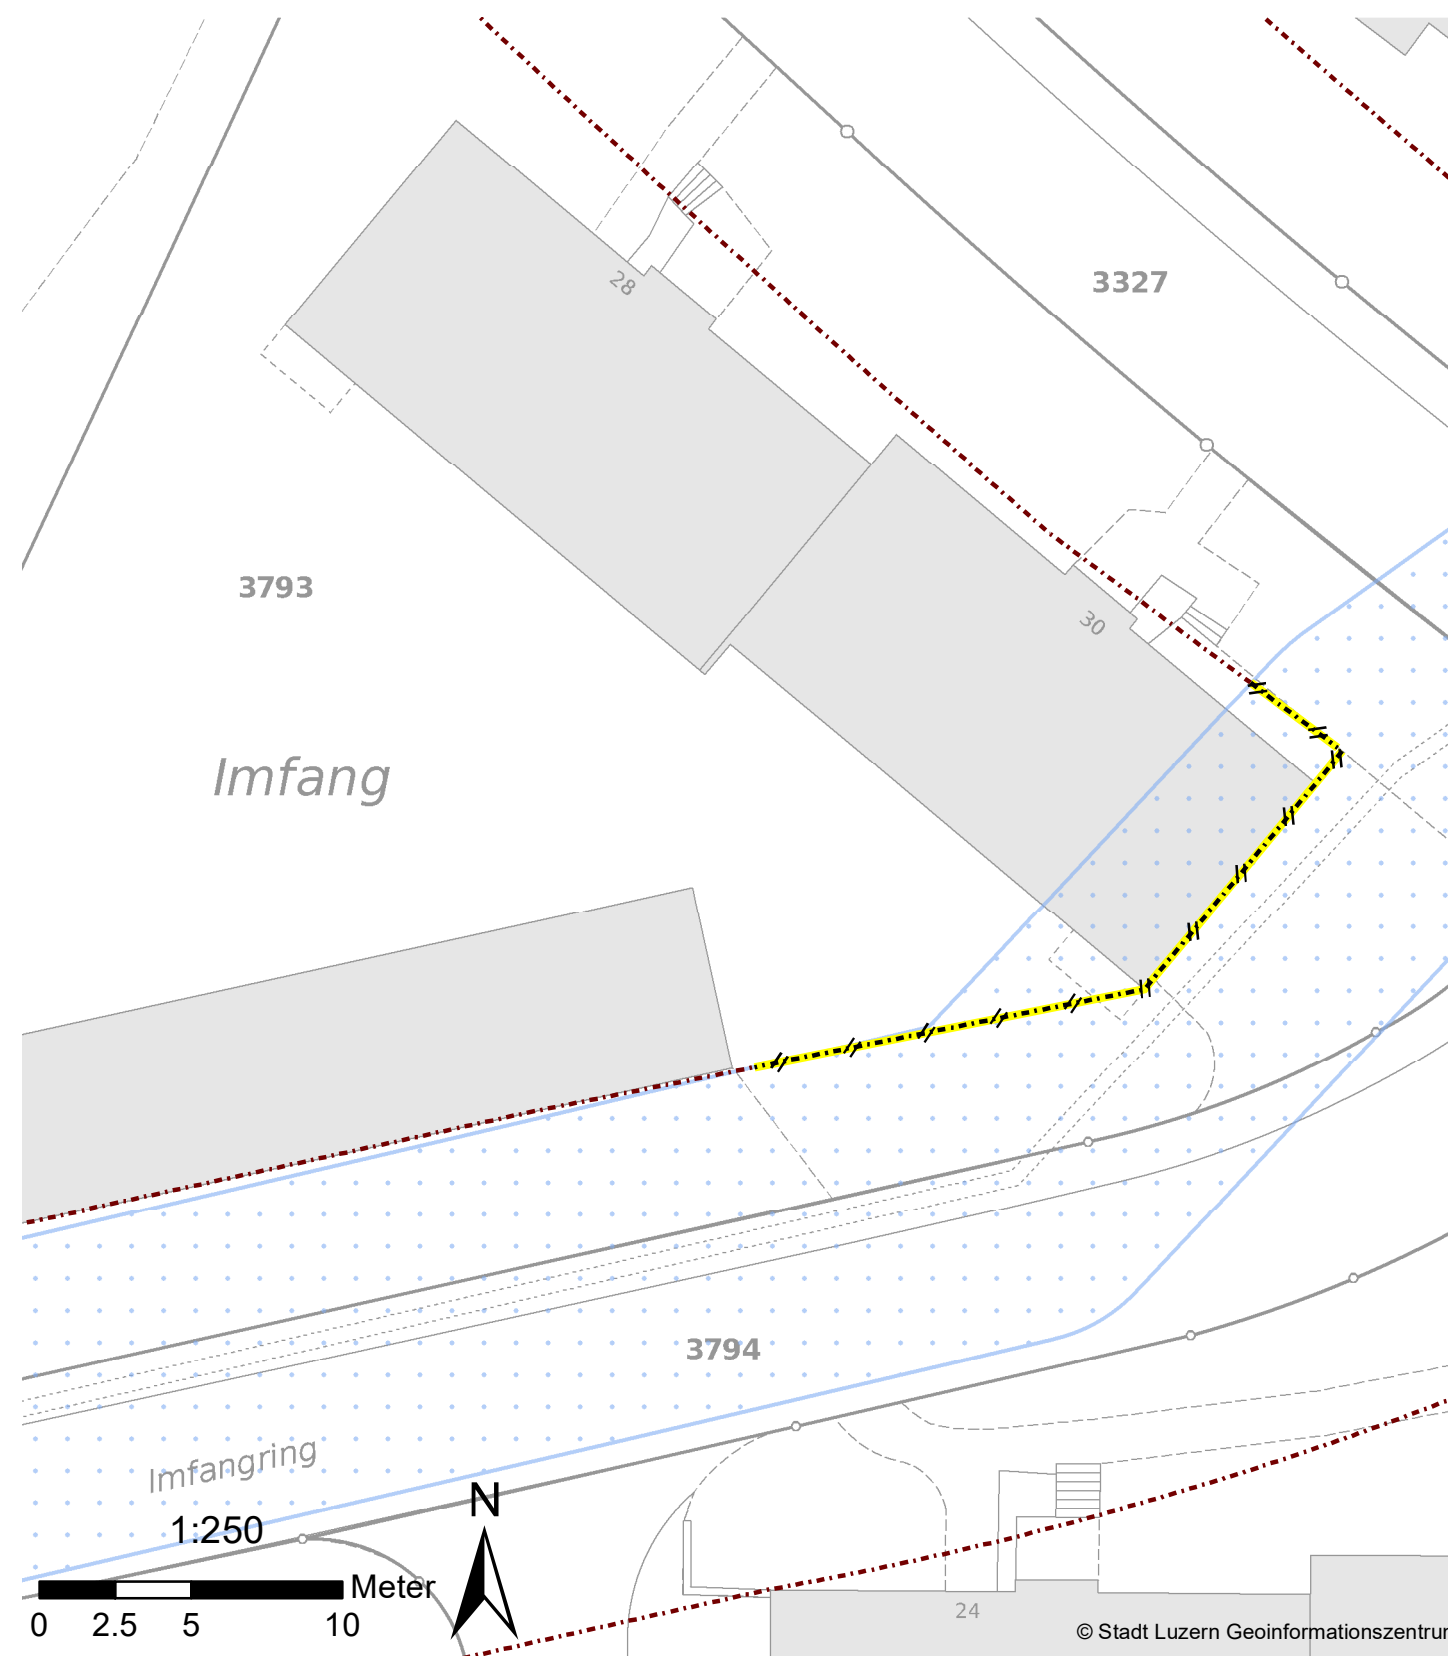 28
3327
3793
30
Imfang
3794
Imfangring
N
1:250
Meter
0 2.5 5 10
24
© Stadt Luzern Geoinformationszentrum